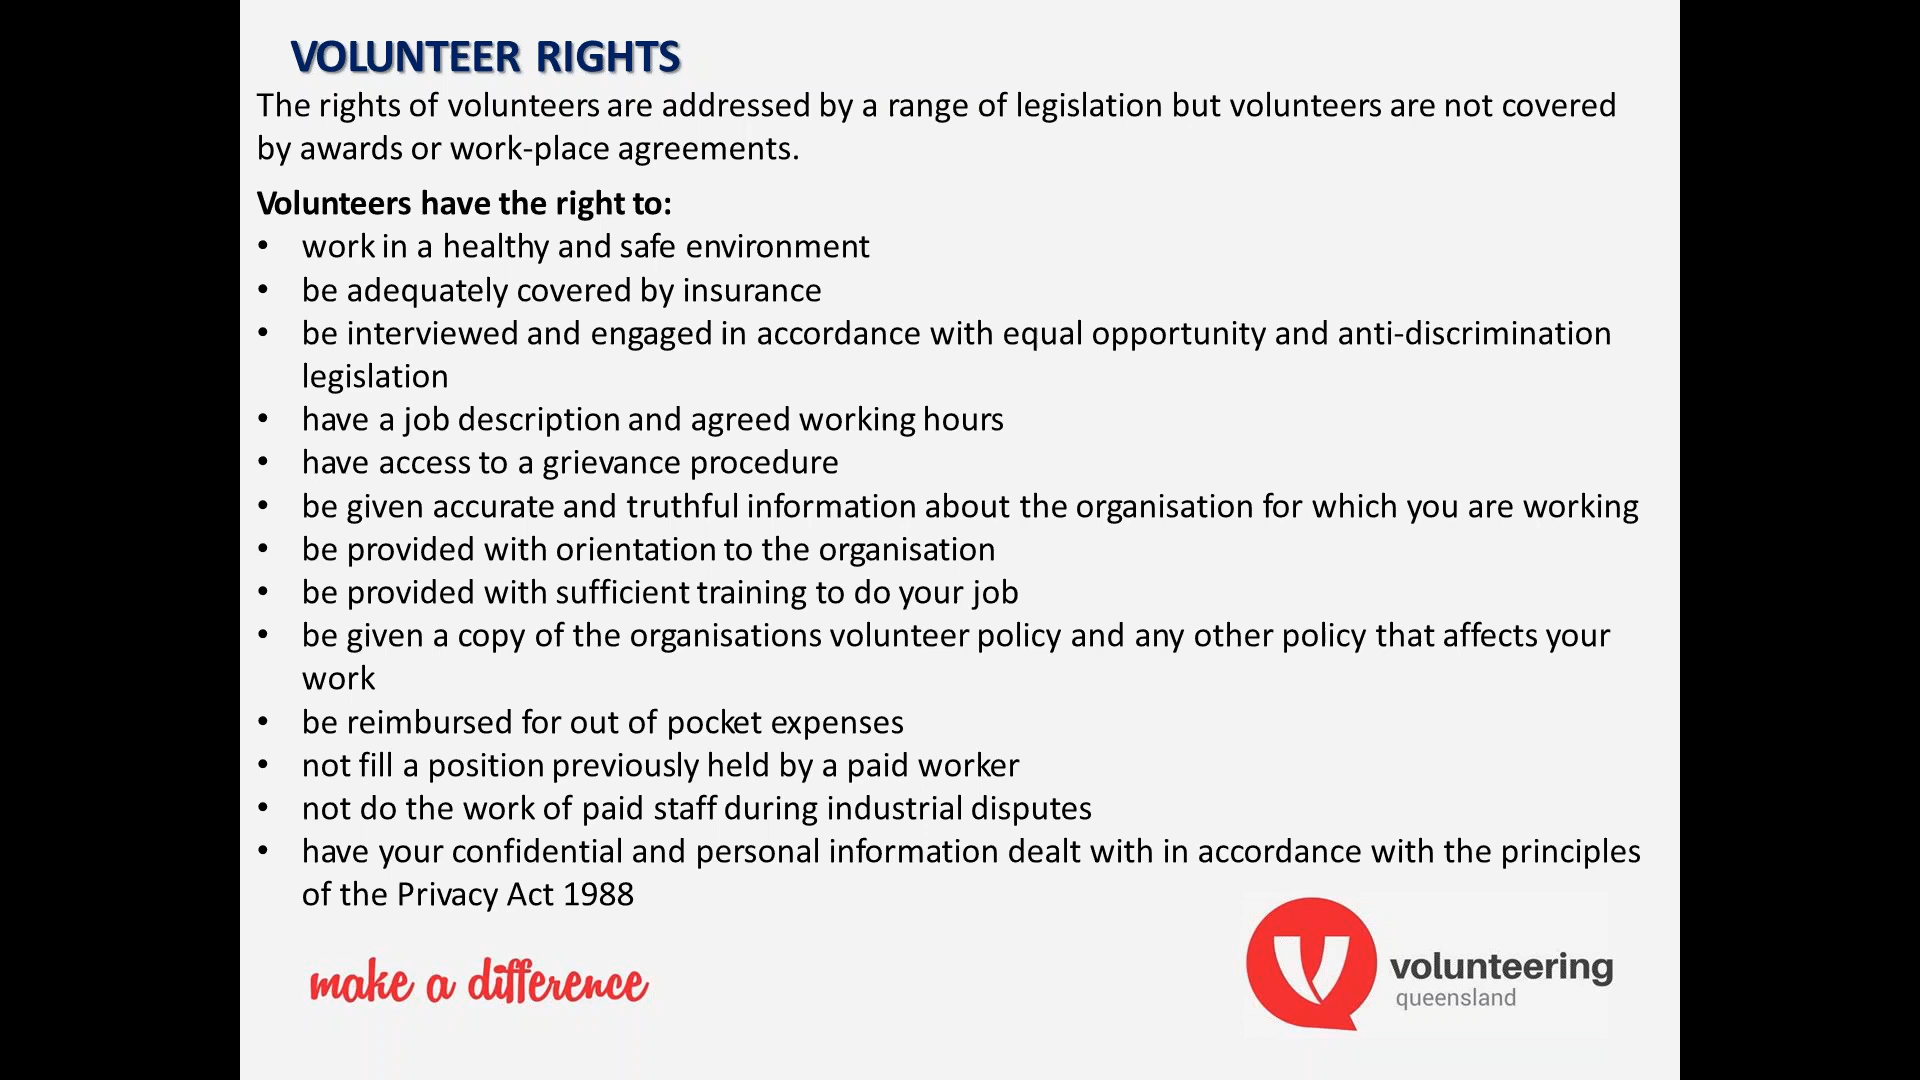 VOLUNTEER RIGHTS
The rights of volunteers are addressed by a range of legislation but volunteers are not covered
by awards or work-place agreements.
Volunteers have the right to:
• work in a healthy and safe environment
• be adequately covered by insurance
• be interviewed and engaged in accordance with equal opportunity and anti-discrimination
legislation
• have a job description and agreed working hours
• have access to a grievance procedure
• be given accurate and truthful information about the organisation for which you are working
• be provided with orientation to the organisation
• be provided with sufficient training to do your job
• be given a copy of the organisations volunteer policy and any other policy that affects your
work
• be reimbursed for out of pocket expenses
• not fill a position previously held by a paid worker
• not do the work of paid staff during industrial disputes
• have your confidential and personal information dealt with in accordance with the principles
of the Privacy Act 1988
make a difference
volunteering
queensland